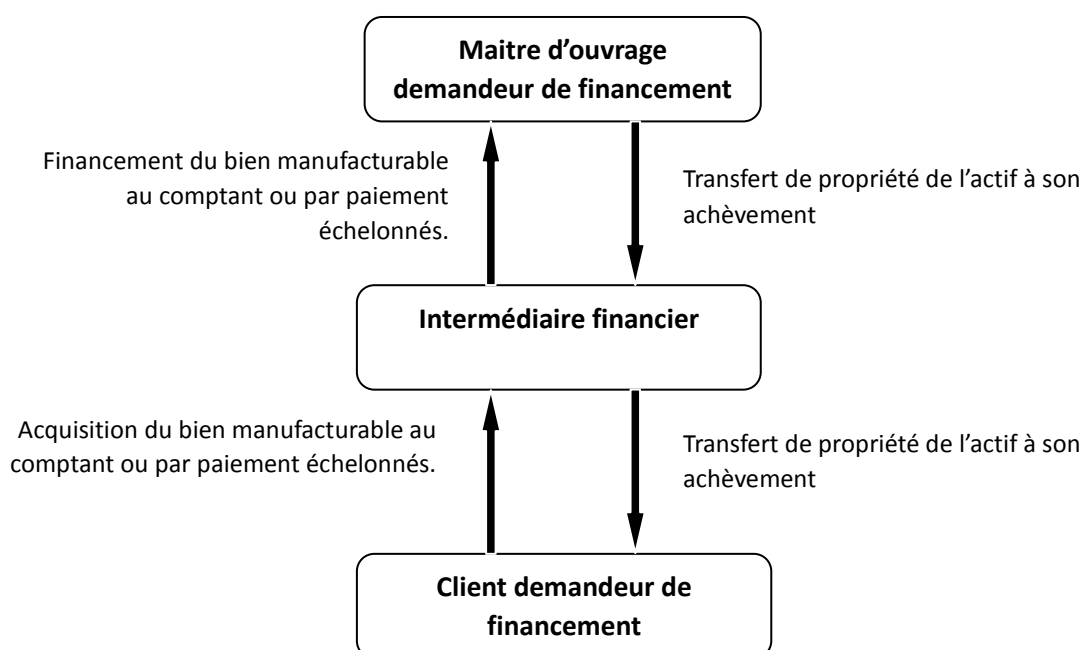 Maitre d’ouvrage
demandeur de financement
Financement du bien manufacturable
au comptant ou par paiement
échelonnés.
Transfert de propriété de l’actif à son
achèvement
Intermédiaire financier
Acquisition du bien manufacturable au
comptant ou par paiement échelonnés.
Transfert de propriété de l’actif à son
achèvement
Client demandeur de
financement